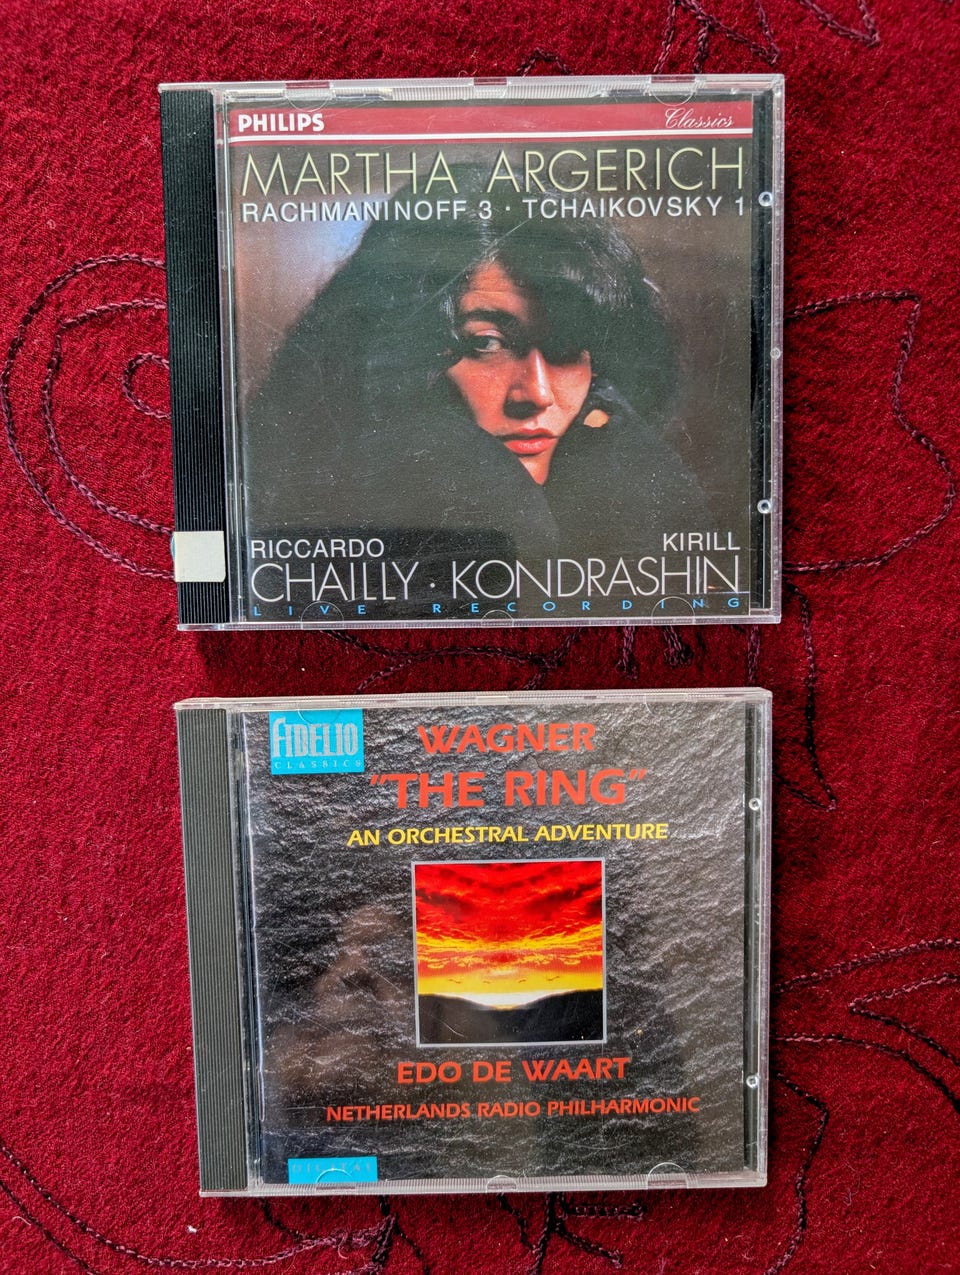 PHILIPS Classics
MARTHA ARGERICH
RACHMANINOFF 3 · TCHAIKOVSKY 1
RICCARDO KIRILL
CHAILLY · KONDRASHIN
LIVE RECORDING
FIDELIO
CLASSICS
WAGNER
"THE RING"
AN ORCHESTRAL ADVENTURE
EDO DE WAART
NETHERLANDS RADIO PHILHARMONIC
DIGITAL